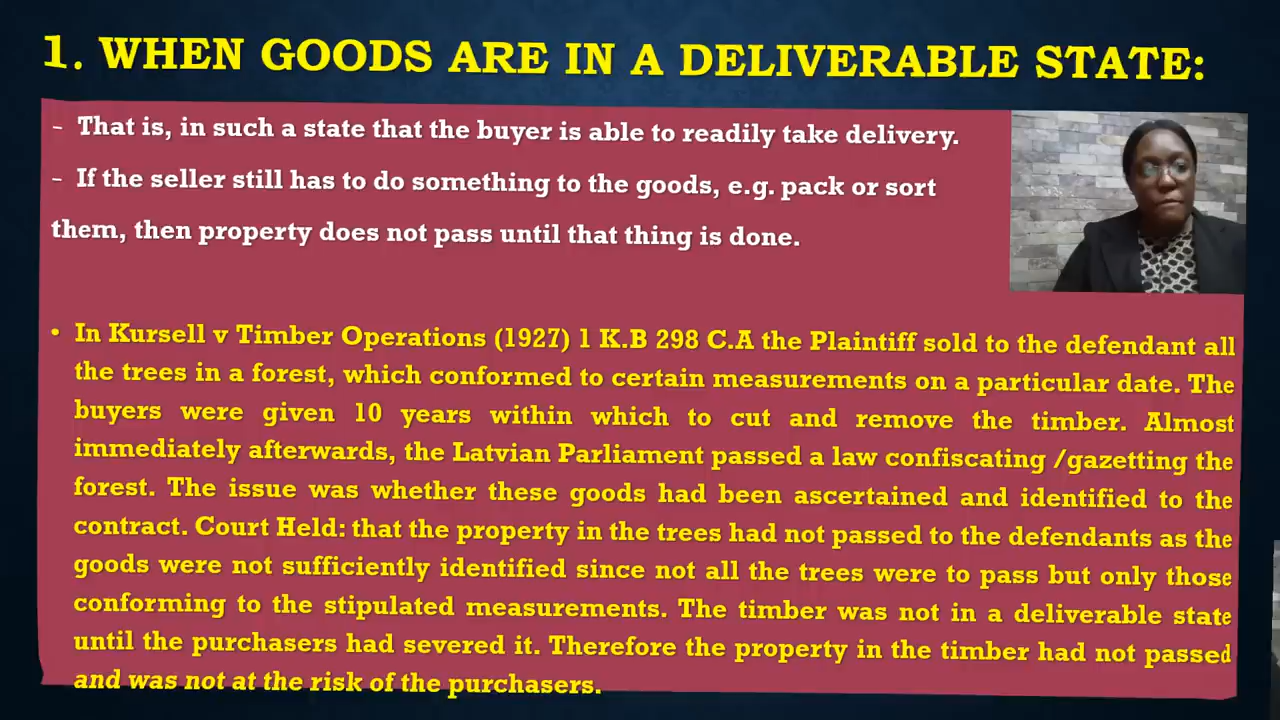 1. WHEN GOODS ARE IN A DELIVERABLE STATE:
- That is, in such a state that the buyer is able to readily take delivery.
- If the seller still has to do something to the goods, e.g. pack or sort
them, then property does not pass until that thing is done.
• In Kursell v Timber Operations (1927) 1 K.B 298 C.A the Plaintiff sold to the defendant all
the trees in a forest, which conformed to certain measurements on a particular date. The
buyers were given 10 years within which to cut and remove the timber. Almost
immediately afterwards, the Latvian Parliament passed a law confiscating /gazetting the
forest. The issue was whether these goods had been ascertained and identified to the
contract. Court Held: that the property in the trees had not passed to the defendants as the
goods were not sufficiently identified since not all the trees were to pass but only those
conforming to the stipulated measurements. The timber was not in a deliverable state
until the purchasers had severed it. Therefore the property in the timber had not passed
and was not at the risk of the purchasers.